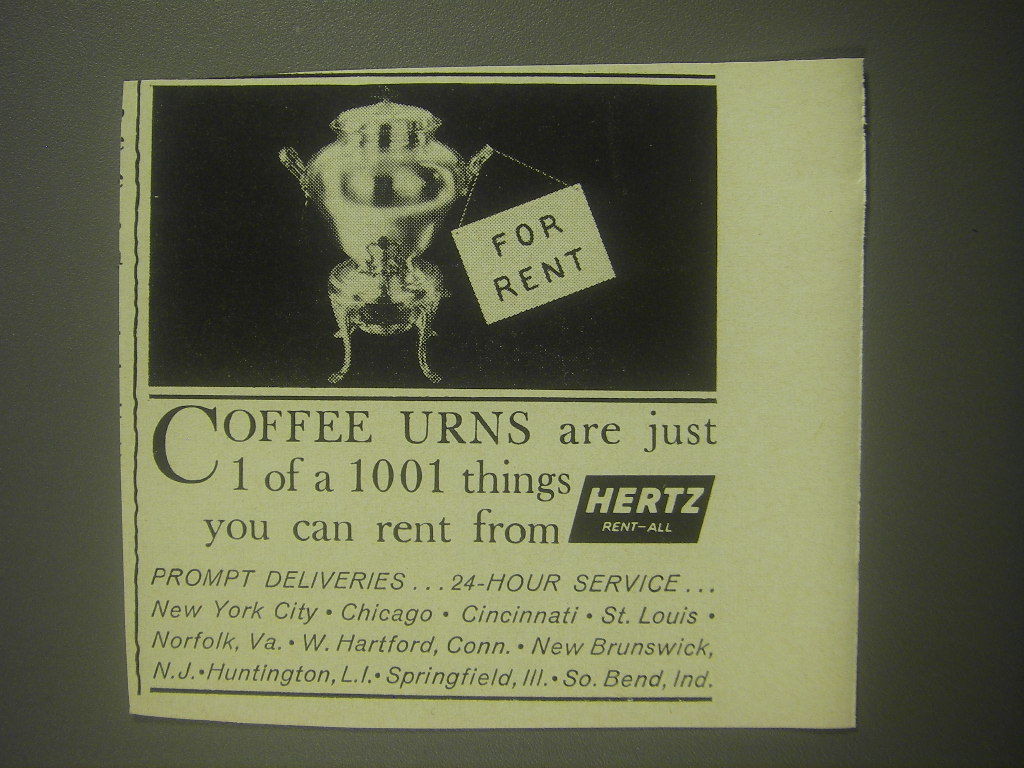 FOR
RENT
COFFEE URNS are just
1 of a 1001 things
you can rent from
HERTZ
RENT-ALL
PROMPT DELIVERIES... 24-HOUR SERVICE...
New York City • Chicago • Cincinnati • St. Louis •
Norfolk, Va. • W. Hartford, Conn. • New Brunswick,
N.J. • Huntington, L.I. • Springfield, Ill. • So. Bend, Ind.